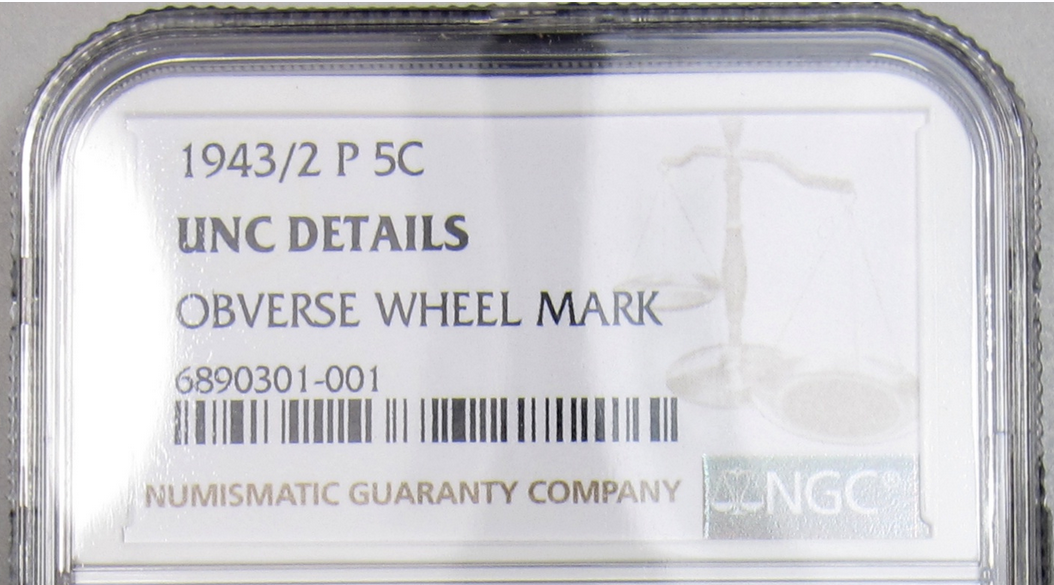 1943/2 P 5C
UNC DETAILS
OBVERSE WHEEL MARK
6890301-001
NUMISMATIC GUARANTY COMPANY
NGC®